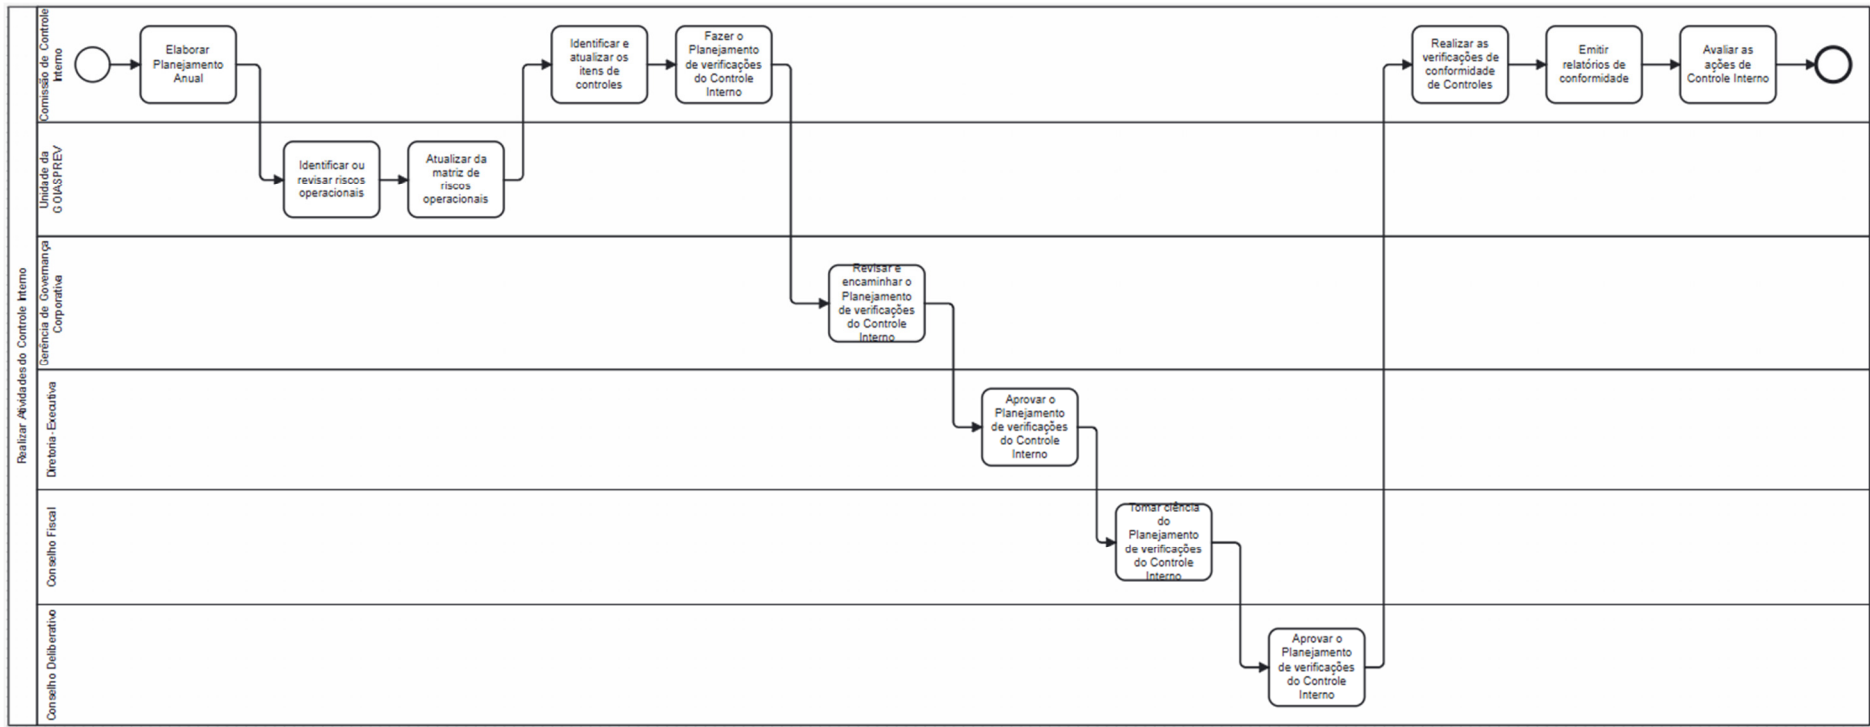 Realizar Atividades do Controle Interno
Comissão de Controle
Interno
Elaborar
Planejamento
Anual
Identificar e
atualizar os
itens de
controles
Fazer o
Planejamento
de verificações
do Controle
Interno
Realizar as
verificações de
conformidade
de Controles
Emitir
relatórios de
conformidade
Avaliar as
ações de
Controle Interno
Unidade da
GOIASPREV
Identificar ou
revisar riscos
operacionais
Atualizar da
matriz de
riscos
operacionais
Gerência de Governança
Corporativa
Revisar e
encaminhar o
Planejamento
de verificações
do Controle
Interno
Diretoria-Executiva
Aprovar o
Planejamento
de verificações
do Controle
Interno
Conselho Fiscal
Tomar ciência
do
Planejamento
de verificações
do Controle
Interno
Conselho Deliberativo
Aprovar o
Planejamento
de verificações
do Controle
Interno